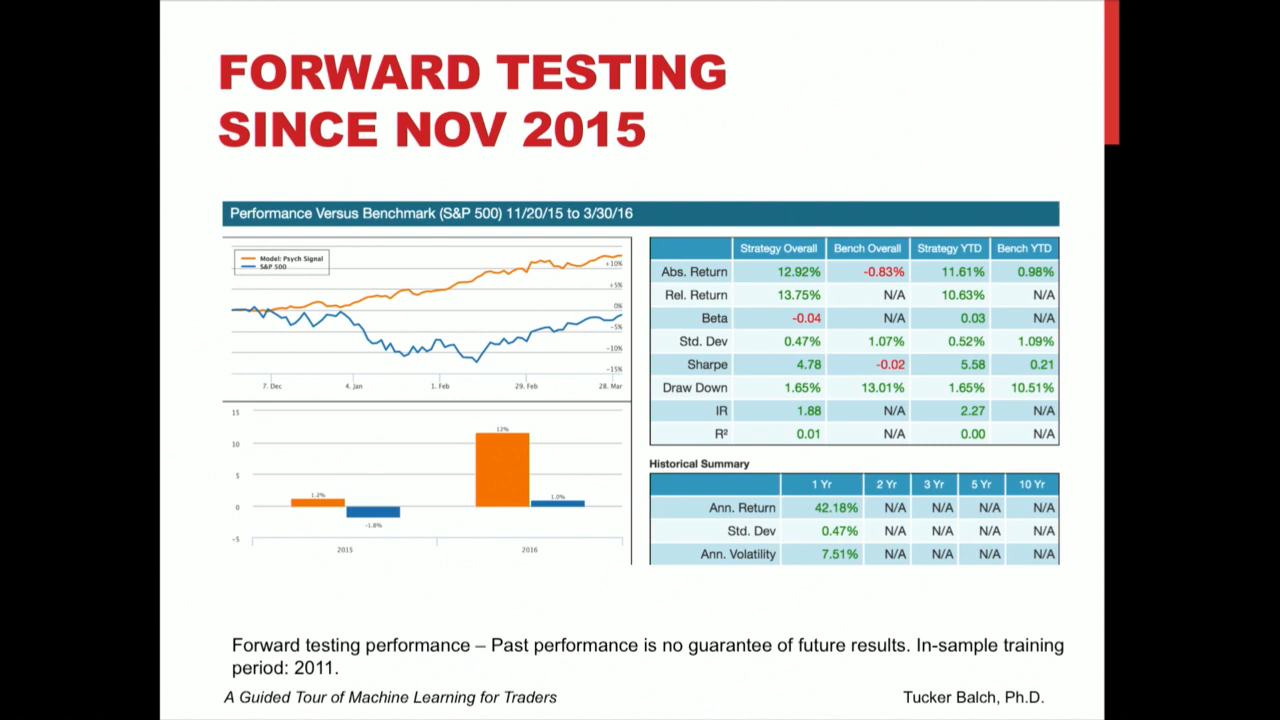 FORWARD TESTING
SINCE NOV 2015
Performance Versus Benchmark (S&P 500) 11/20/15 to 3/30/16
Model: Psych Signal
S&P 500
+10%
+5%
0%
−5%
−10%
−15%
7. Dec
4. Jan
1. Feb
29. Feb
28. Mar
15
10
5
0
−5
1.2%
−1.8%
12%
1.0%
2015
2016
Strategy Overall Bench Overall Strategy YTD Bench YTD
Abs. Return 12.92% -0.83% 11.61% 0.98%
Rel. Return 13.75% N/A 10.63% N/A
Beta -0.04 N/A 0.03 N/A
Std. Dev 0.47% 1.07% 0.52% 1.09%
Sharpe 4.78 -0.02 5.58 0.21
Draw Down 1.65% 13.01% 1.65% 10.51%
IR 1.88 N/A 2.27 N/A
R² 0.01 N/A 0.00 N/A
Historical Summary
1 Yr 2 Yr 3 Yr 5 Yr 10 Yr
Ann. Return 42.18% N/A N/A N/A N/A
Std. Dev 0.47% N/A N/A N/A N/A
Ann. Volatility 7.51% N/A N/A N/A N/A
Forward testing performance – Past performance is no guarantee of future results. In-sample training
period: 2011.
A Guided Tour of Machine Learning for Traders
Tucker Balch, Ph.D.